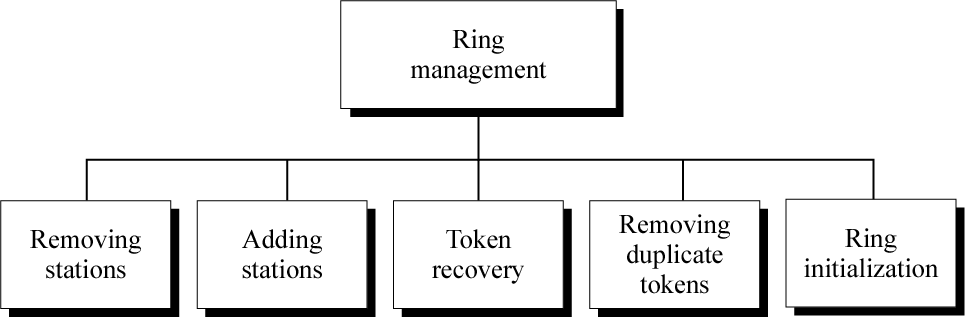 Ring
management
Removing
stations
Adding
stations
Token
recovery
Removing
duplicate
tokens
Ring
initialization